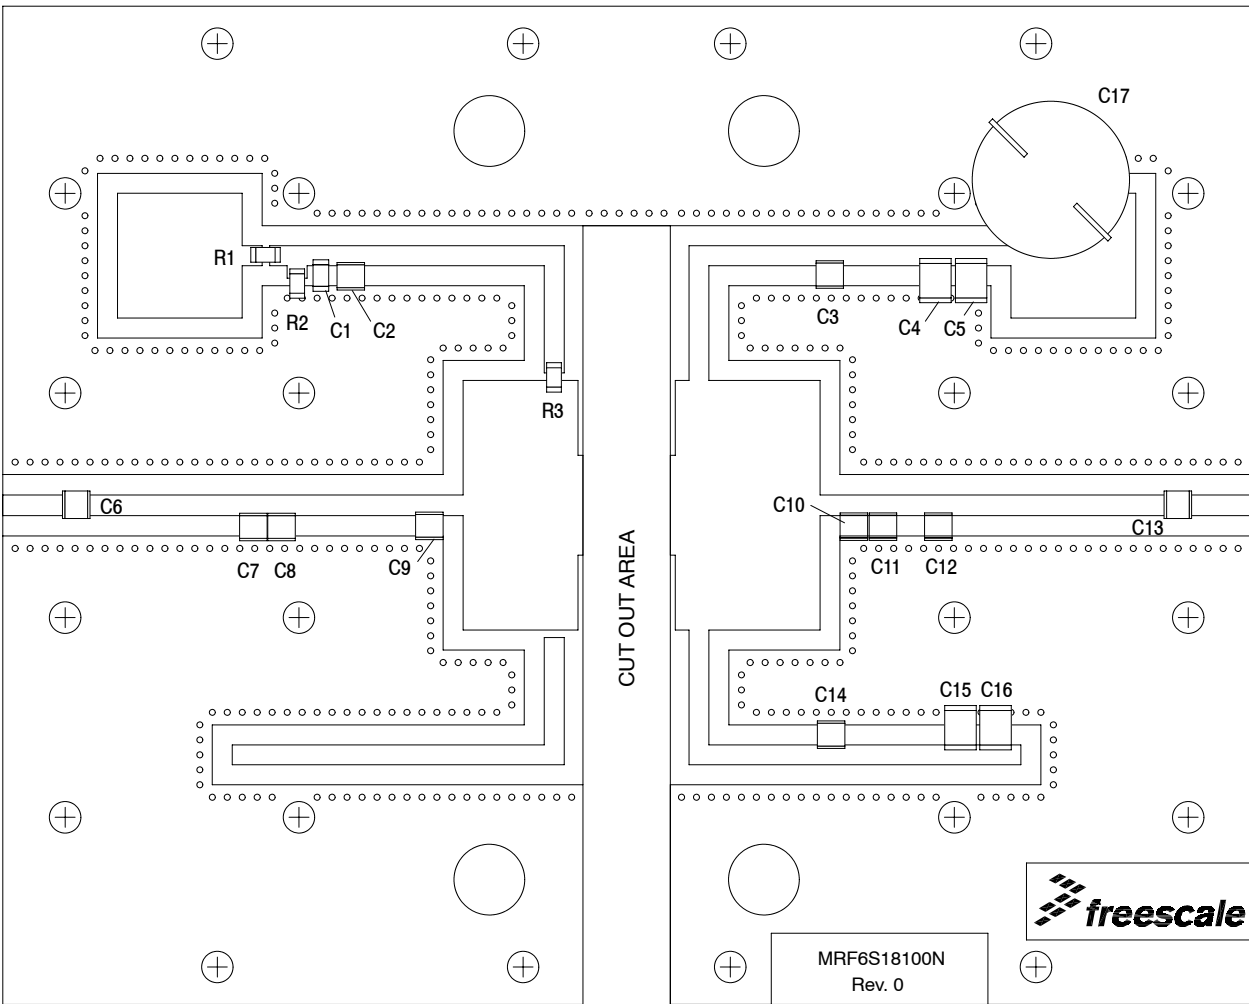 C17
R1
R2
C1
C2
C3
C4
C5
R3
C6
C10
C13
C7
C8
C9
C11
C12
CUT OUT AREA
C14
C15
C16
freescale
MRF6S18100N
Rev. 0